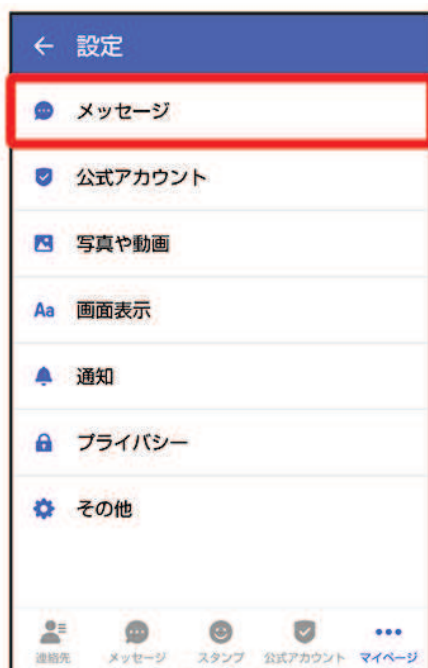 ← 設定
メッセージ
公式アカウント
写真や動画
Aa 画面表示
通知
プライバシー
その他
連絡先 メッセージ スタンプ 公式アカウント マイページ